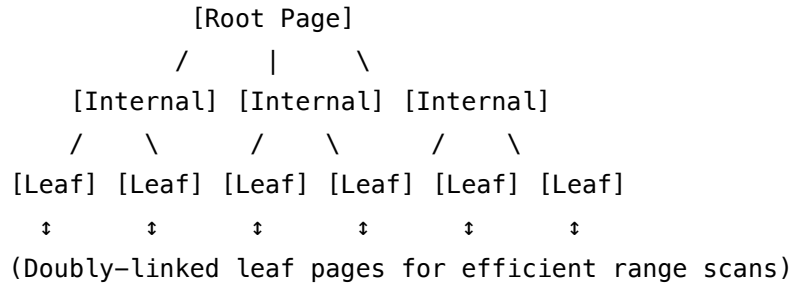 [Root Page]
/ | \
[Internal] [Internal] [Internal]
/ \ / \ / \
[Leaf] [Leaf] [Leaf] [Leaf] [Leaf] [Leaf]
↕ ↕ ↕ ↕ ↕ ↕
(Doubly-linked leaf pages for efficient range scans)